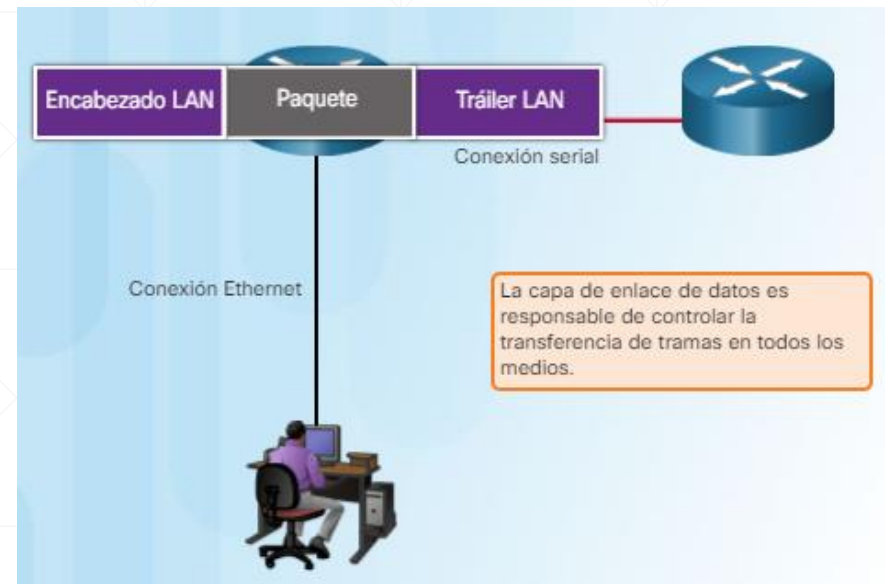 Encabezado LAN
Paquete
Tráiler LAN
Conexión serial
Conexión Ethernet
La capa de enlace de datos es
responsable de controlar la
transferencia de tramas en todos los
medios.